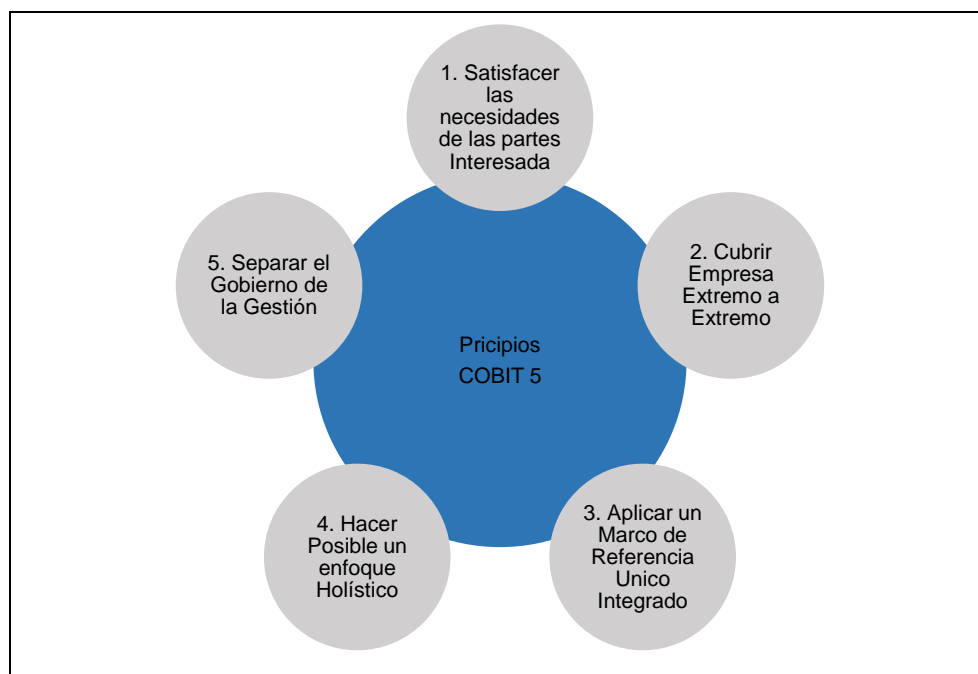 1. Satisfacer
las
necesidades
de las partes
Interesada
2. Cubrir
Empresa
Extremo a
Extremo
3. Aplicar un
Marco de
Referencia
Unico
Integrado
4. Hacer
Posible un
enfoque
Holístico
5. Separar el
Gobierno de
la Gestión
Pricipios
COBIT 5